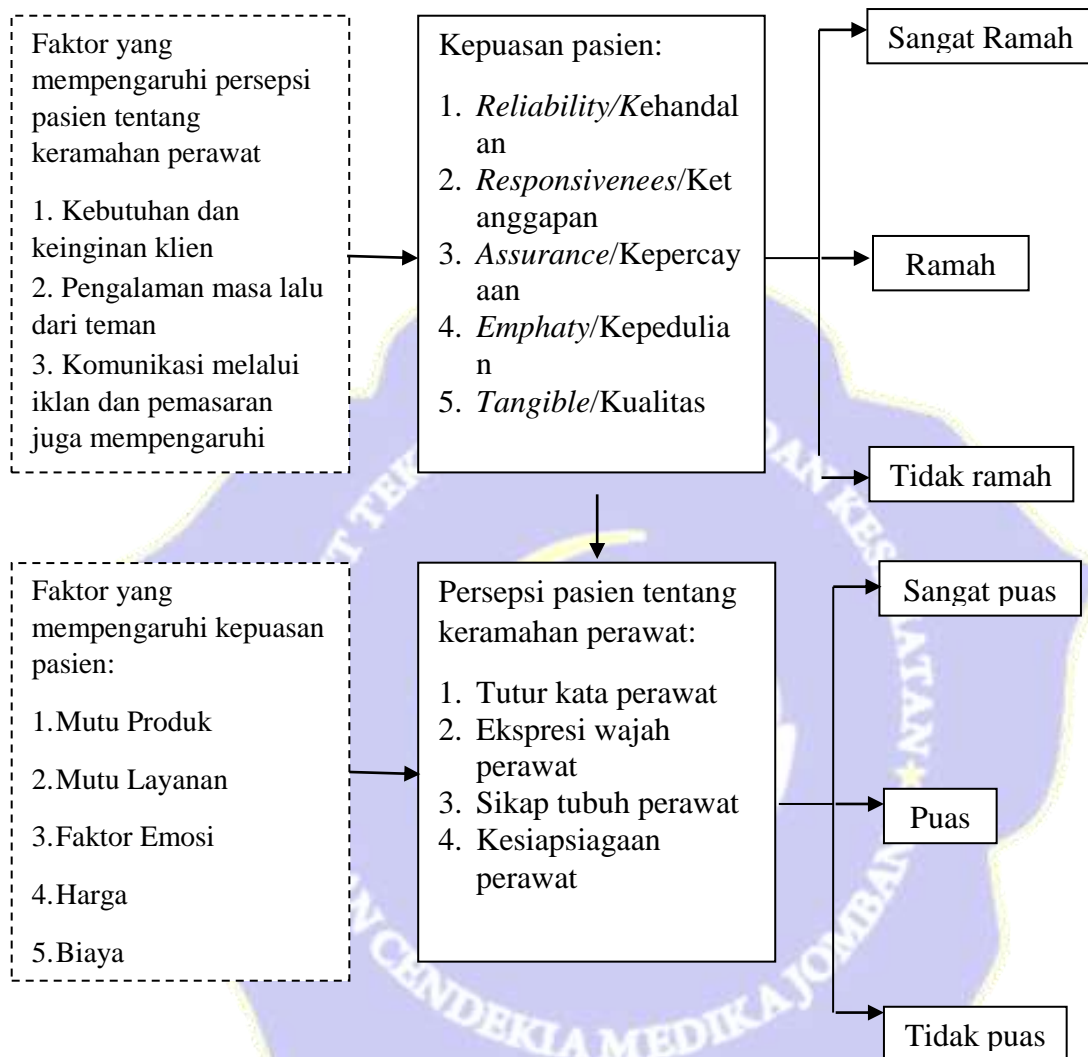 Faktor yang
mempengaruhi persepsi
pasien tentang
keramahan perawat
1. Kebutuhan dan
keinginan klien
2. Pengalaman masa lalu
dari teman
3. Komunikasi melalui
iklan dan pemasaran
juga mempengaruhi
Kepuasan pasien:
1. Reliability/Kehandal
an
2. Responsivenees/Ket
anggapan
3. Assurance/Kepercay
aan
4. Emphaty/Kepedulia
n
5. Tangible/Kualitas
Sangat Ramah
Ramah
Tidak ramah
Faktor yang
mempengaruhi kepuasan
pasien:
1.Mutu Produk
2.Mutu Layanan
3.Faktor Emosi
4.Harga
5.Biaya
Persepsi pasien tentang
keramahan perawat:
1. Tutur kata perawat
2. Ekspresi wajah
perawat
3. Sikap tubuh perawat
4. Kesiapsiagaan
perawat
Sangat puas
Puas
Tidak puas
CENDEKIA MEDIKA JOMBANG